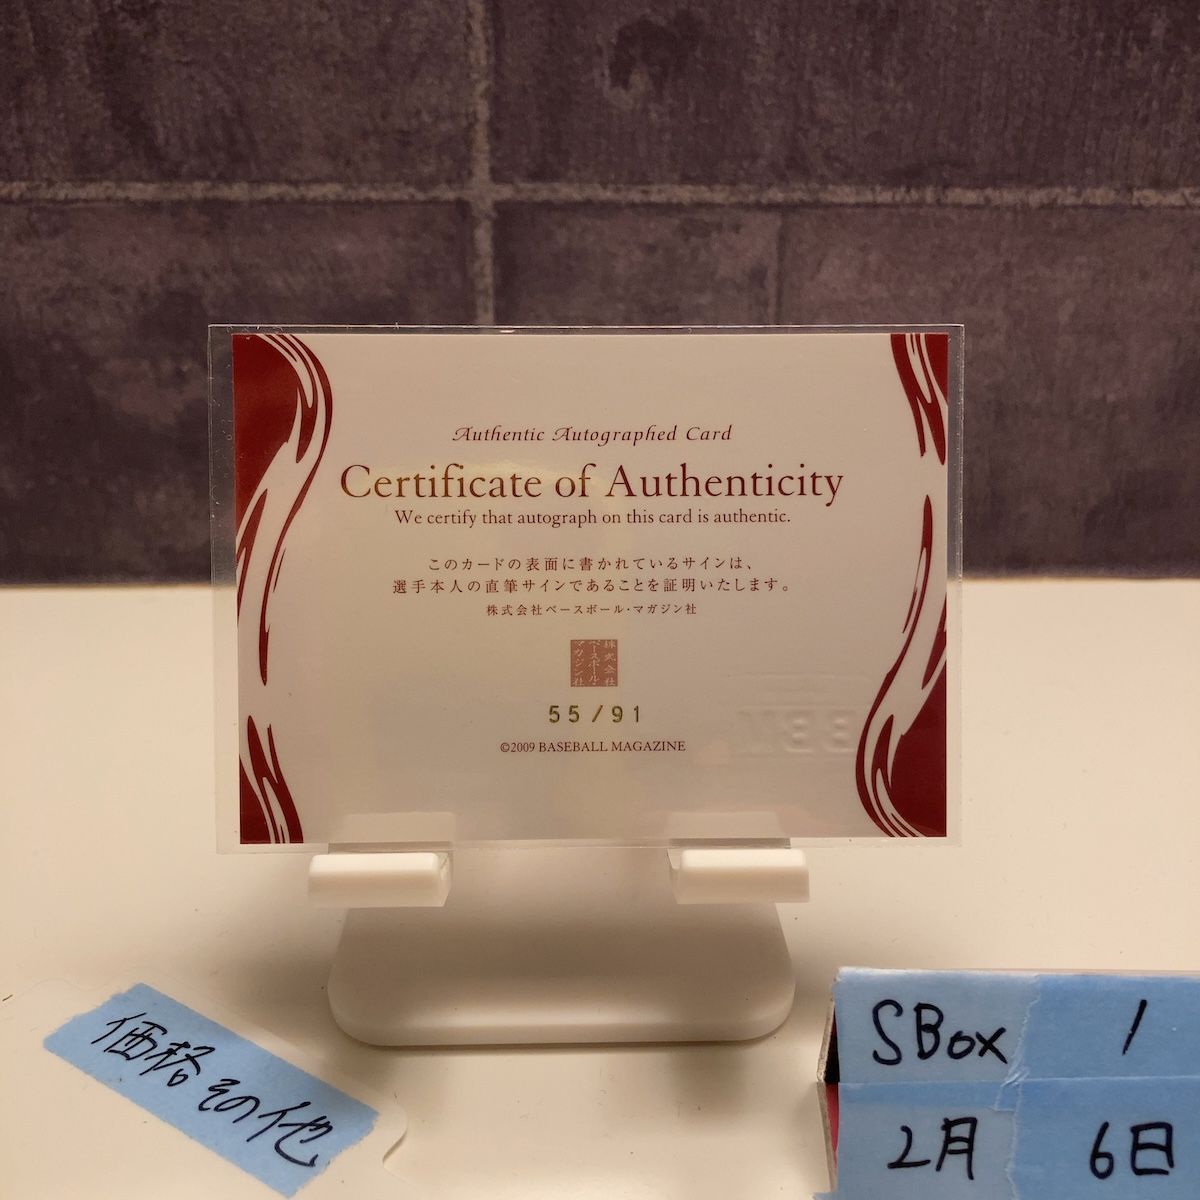 Authentic Autographed Card
Certificate of Authenticity
We certify that autograph on this card is authentic.
このカードの表面に書かれているサインは、
選手本人の直筆サインであることを証明いたします。
株式会社ベースボール・マガジン社
株式会社
ベースボール・
マガジン社
55/91
BBM
©2009 BASEBALL MAGAZINE
価格その他
SBox 1
2月 6日